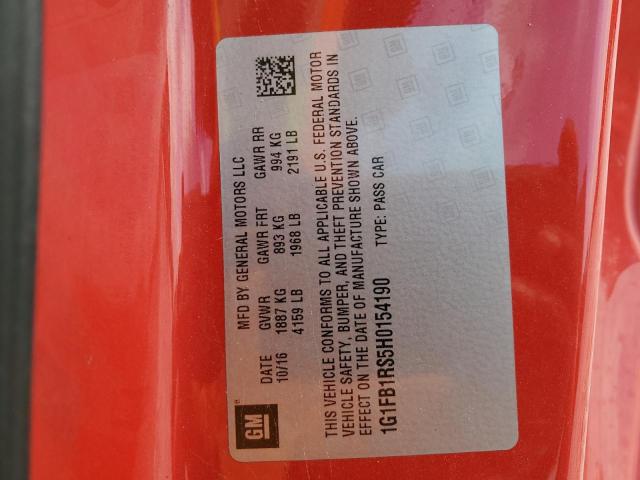 MFD BY GENERAL MOTORS LLC
DATE GVWR GAWR FRT GAWR RR
10/16 1887 KG 893 KG 994 KG
4159 LB 1968 LB 2191 LB
THIS VEHICLE CONFORMS TO ALL APPLICABLE U.S. FEDERAL MOTOR
VEHICLE SAFETY, BUMPER, AND THEFT PREVENTION STANDARDS IN
EFFECT ON THE DATE OF MANUFACTURE SHOWN ABOVE.
1G1FB1RS5H0154190 TYPE: PASS CAR
GM